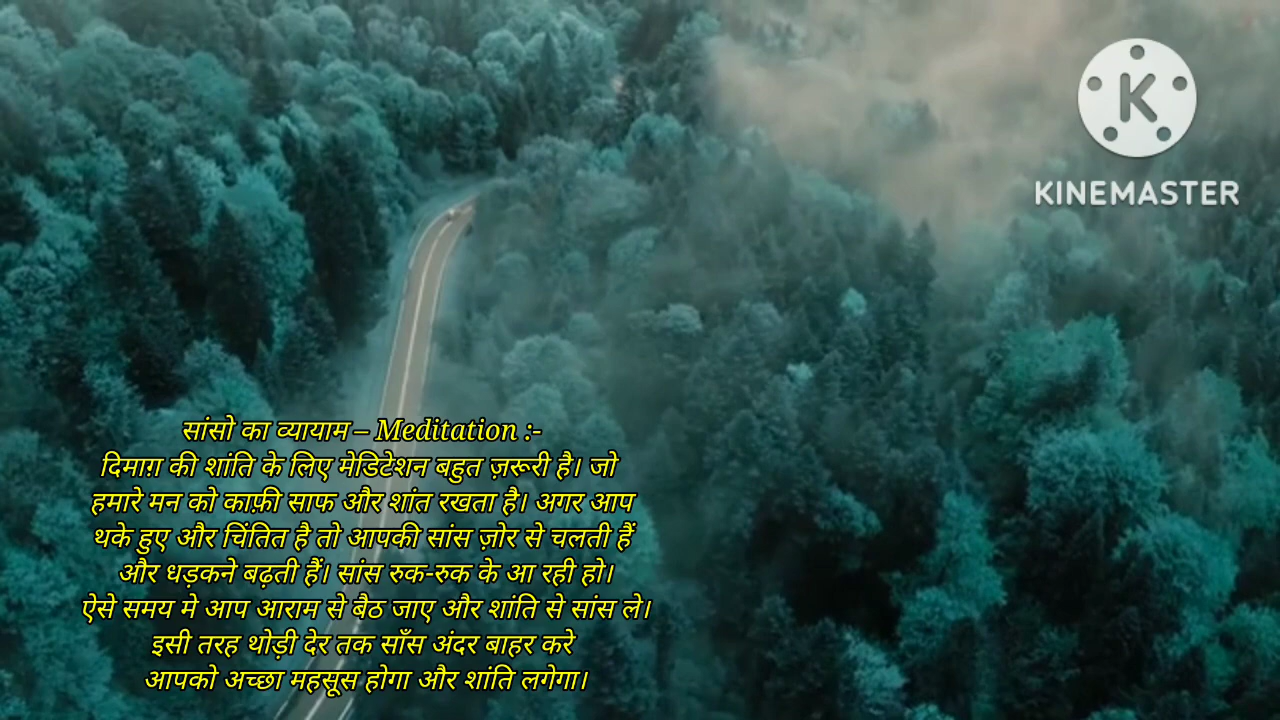 KINEMASTER
सांसो का व्यायाम – Meditation :-
दिमाग़ की शांति के लिए मेडिटेशन बहुत ज़रूरी है। जो
हमारे मन को काफ़ी साफ और शांत रखता है। अगर आप
थके हुए और चिंतित है तो आपकी सांस ज़ोर से चलती हैं
और धड़कने बढ़ती हैं। सांस रुक-रुक के आ रही हो।
ऐसे समय मे आप आराम से बैठ जाए और शांति से सांस ले।
इसी तरह थोड़ी देर तक साँस अंदर बाहर करे
आपको अच्छा महसूस होगा और शांति लगेगा।